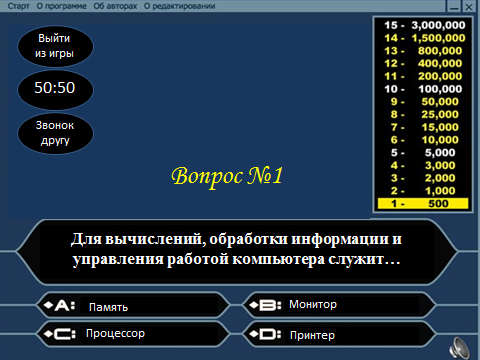 Старт О программе Об авторах О редактировании
Выйти
из игры
50:50
Звонок
другу
15 - 3,000,000
14 - 1,500,000
13 - 800,000
12 - 400,000
11 - 200,000
10 - 100,000
9 - 50,000
8 - 25,000
7 - 15,000
6 - 10,000
5 - 5,000
4 - 3,000
3 - 2,000
2 - 1,000
1 - 500
Вопрос №1
Для вычислений, обработки информации и
управления работой компьютера служит…
A: Память
B: Монитор
C: Процессор
D: Принтер